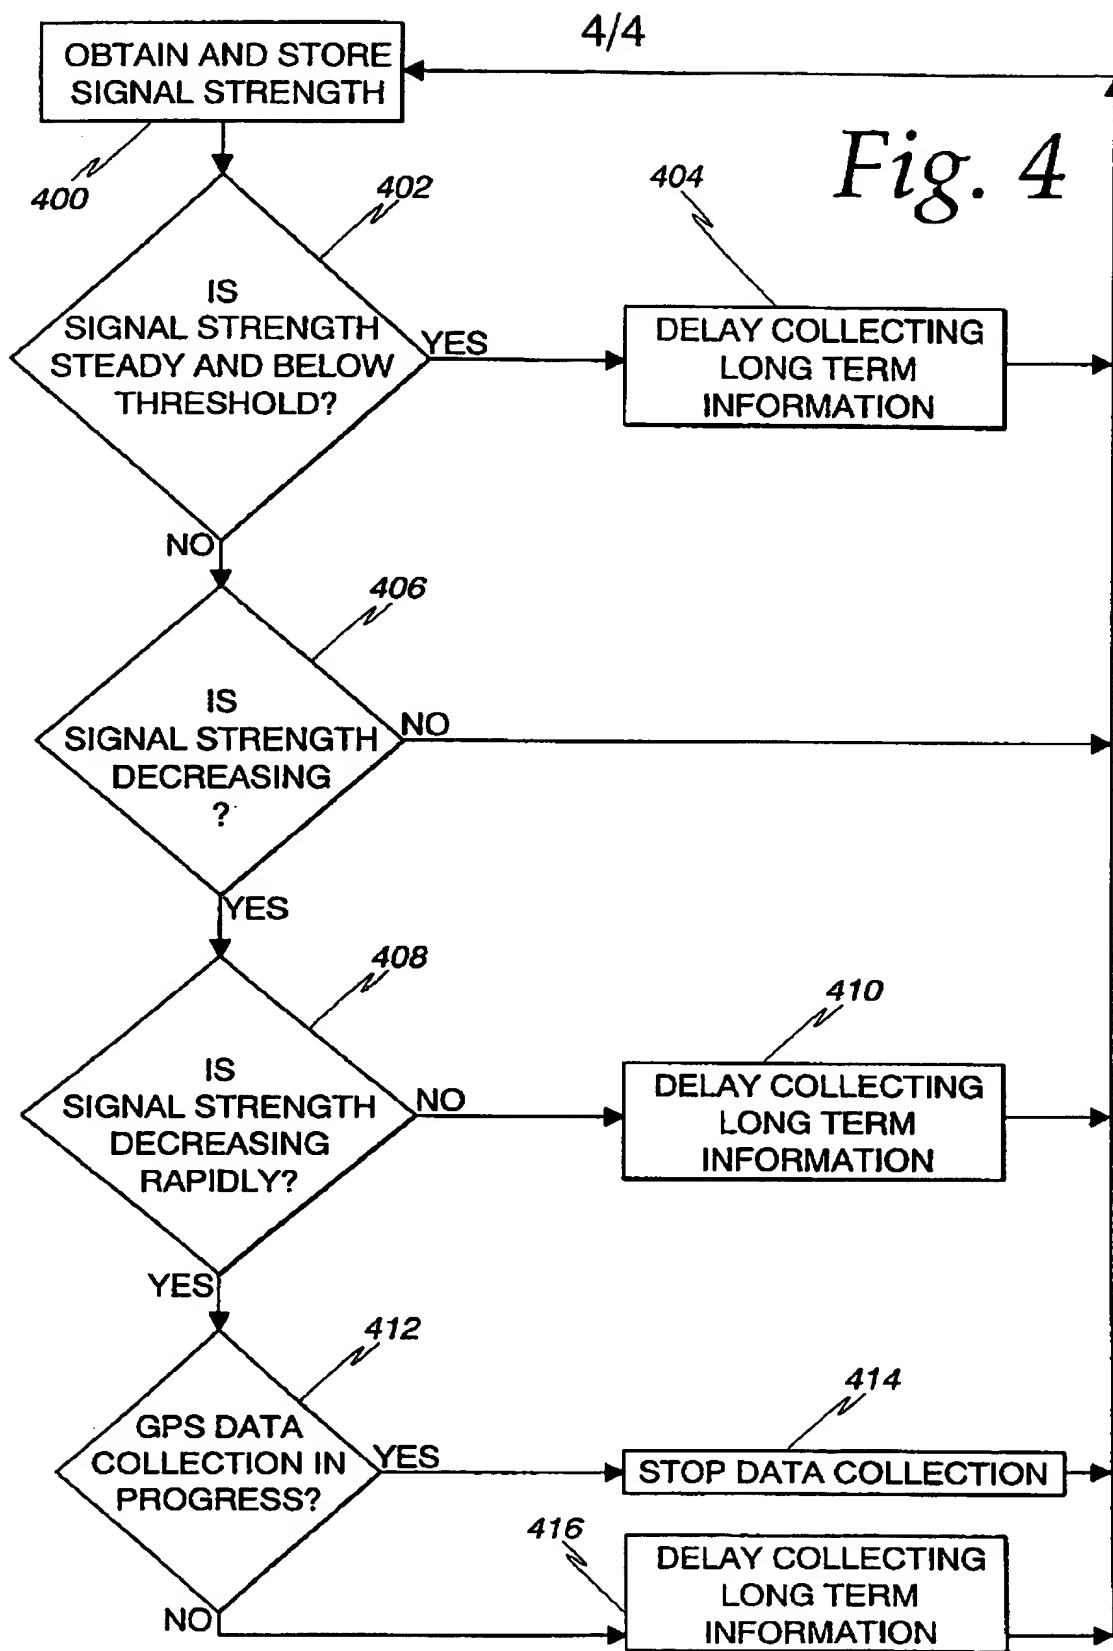 4/4
OBTAIN AND STORE
SIGNAL STRENGTH
Fig. 4
400
402
404
IS
SIGNAL STRENGTH
STEADY AND BELOW
THRESHOLD?
YES
DELAY COLLECTING
LONG TERM
INFORMATION
NO
406
IS
SIGNAL STRENGTH
DECREASING
?
NO
YES
408
410
IS
SIGNAL STRENGTH
DECREASING
RAPIDLY?
NO
DELAY COLLECTING
LONG TERM
INFORMATION
YES
412
414
GPS DATA
COLLECTION IN
PROGRESS?
YES
STOP DATA COLLECTION
416
DELAY COLLECTING
LONG TERM
INFORMATION
NO